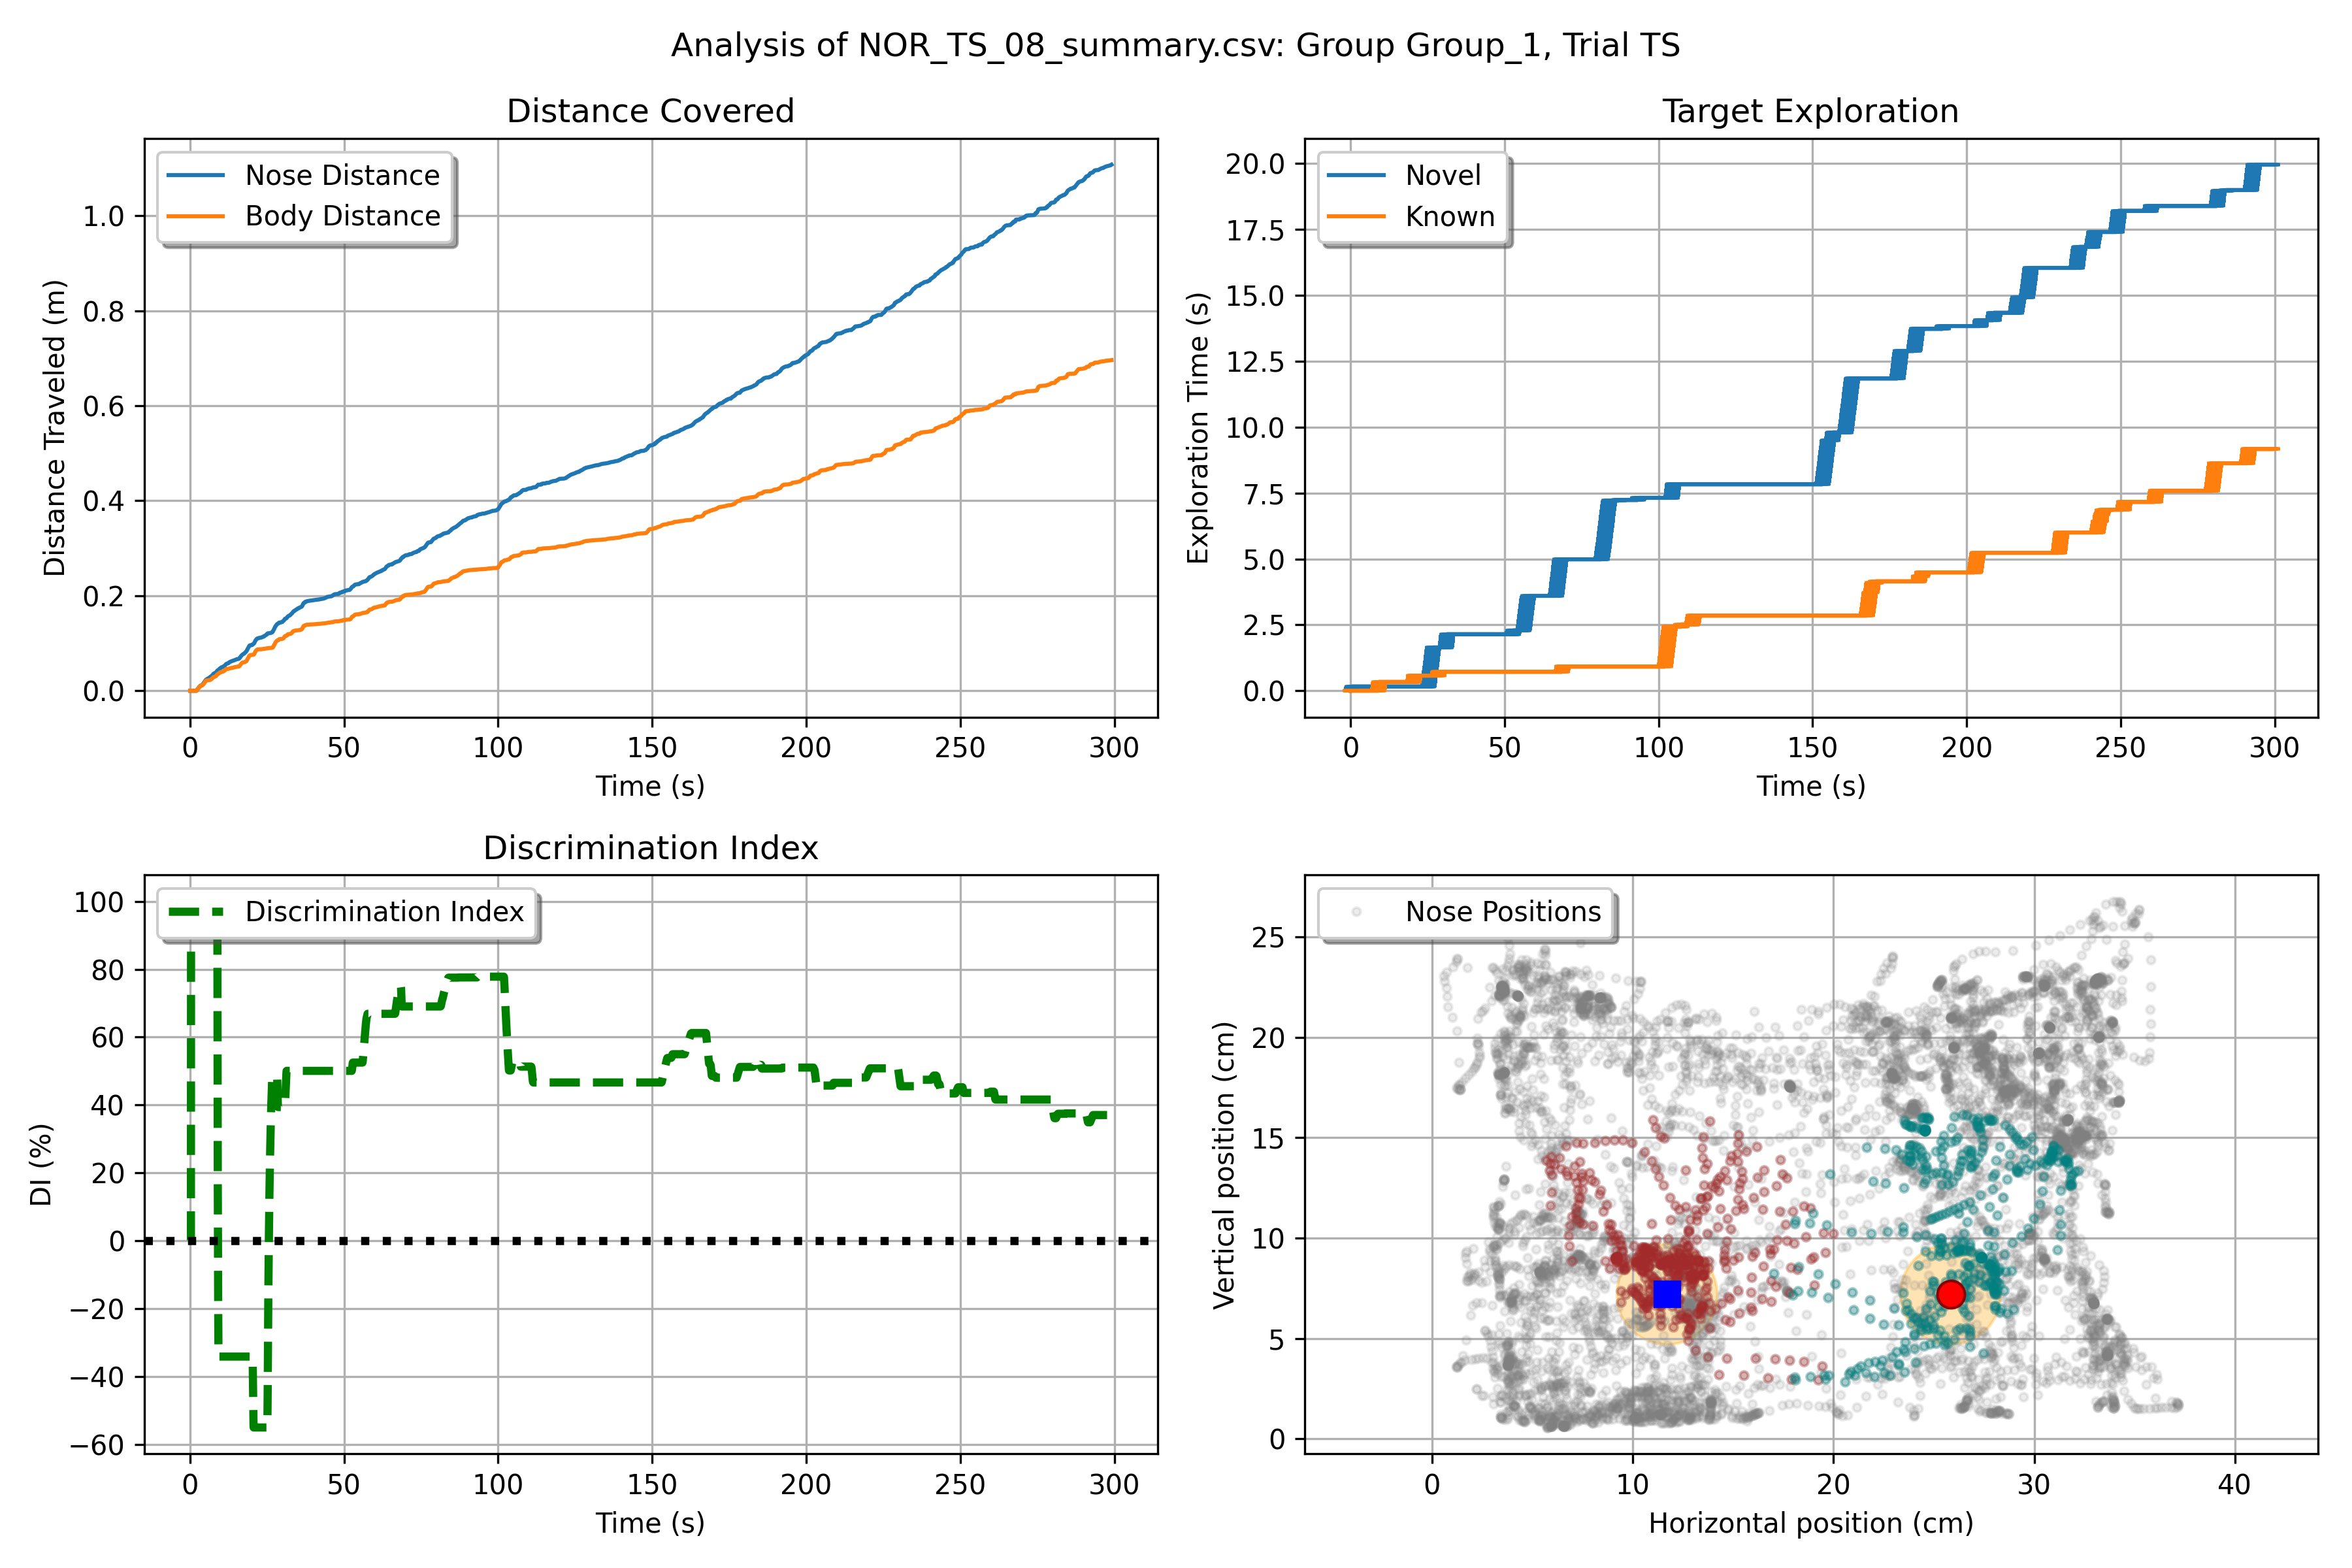 Analysis of NOR_TS_08_summary.csv: Group Group_1, Trial TS
Distance Covered
Nose Distance
Body Distance
Distance Traveled (m)
1.0
0.8
0.6
0.4
0.2
0.0
0 50 100 150 200 250 300
Time (s)
Target Exploration
Novel
Known
Exploration Time (s)
20.0
17.5
15.0
12.5
10.0
7.5
5.0
2.5
0.0
0 50 100 150 200 250 300
Time (s)
Discrimination Index
Discrimination Index
DI (%)
100
80
60
40
20
0
−20
−40
−60
0 50 100 150 200 250 300
Time (s)
Nose Positions
Vertical position (cm)
25
20
15
10
5
0
0 10 20 30 40
Horizontal position (cm)